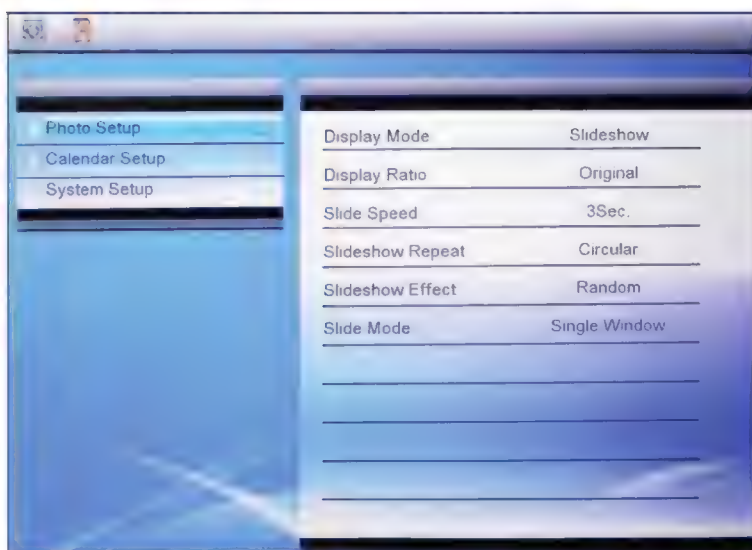 Photo Setup
Calendar Setup
System Setup
Display Mode Slideshow
Display Ratio Original
Slide Speed 3Sec.
Slideshow Repeat Circular
Slideshow Effect Random
Slide Mode Single Window